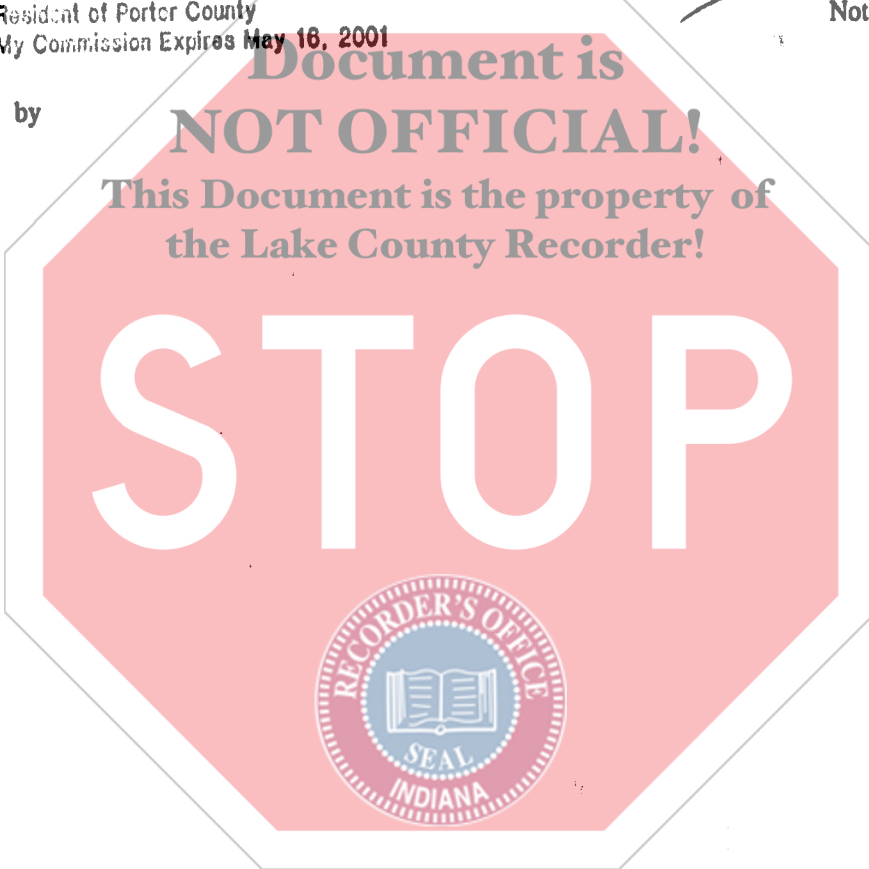 Resident of Porter County
Not
My Commission Expires May 16, 2001
Document is
by
NOT OFFICIAL!
This Document is the property of
the Lake County Recorder!
STOP
RECORDER'S OFFICE
SEAL
INDIANA